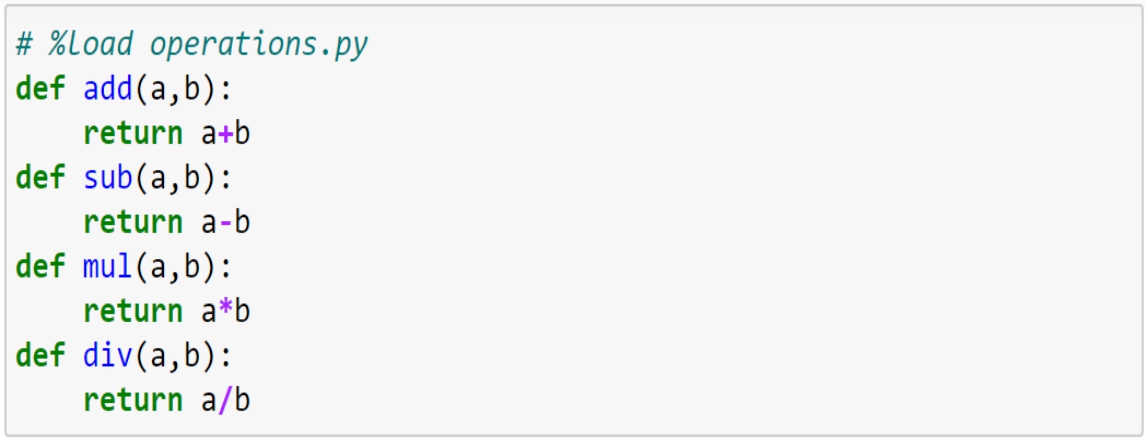 # %load operations.py
def add(a,b):
    return a+b
def sub(a,b):
    return a-b
def mul(a,b):
    return a*b
def div(a,b):
    return a/b